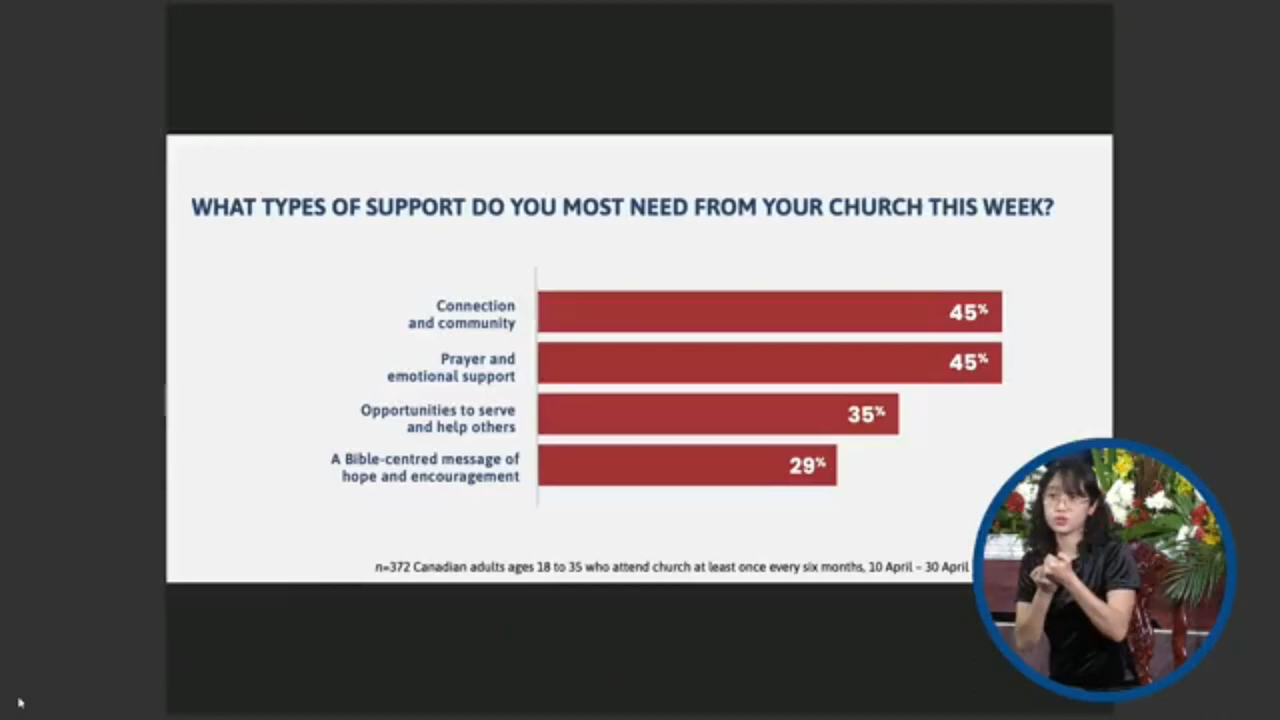 WHAT TYPES OF SUPPORT DO YOU MOST NEED FROM YOUR CHURCH THIS WEEK?
Connection
and community
45%
Prayer and
emotional support
45%
Opportunities to serve
and help others
35%
A Bible-centred message of
hope and encouragement
29%
n=372 Canadian adults ages 18 to 35 who attend church at least once every six months, 10 April – 30 April